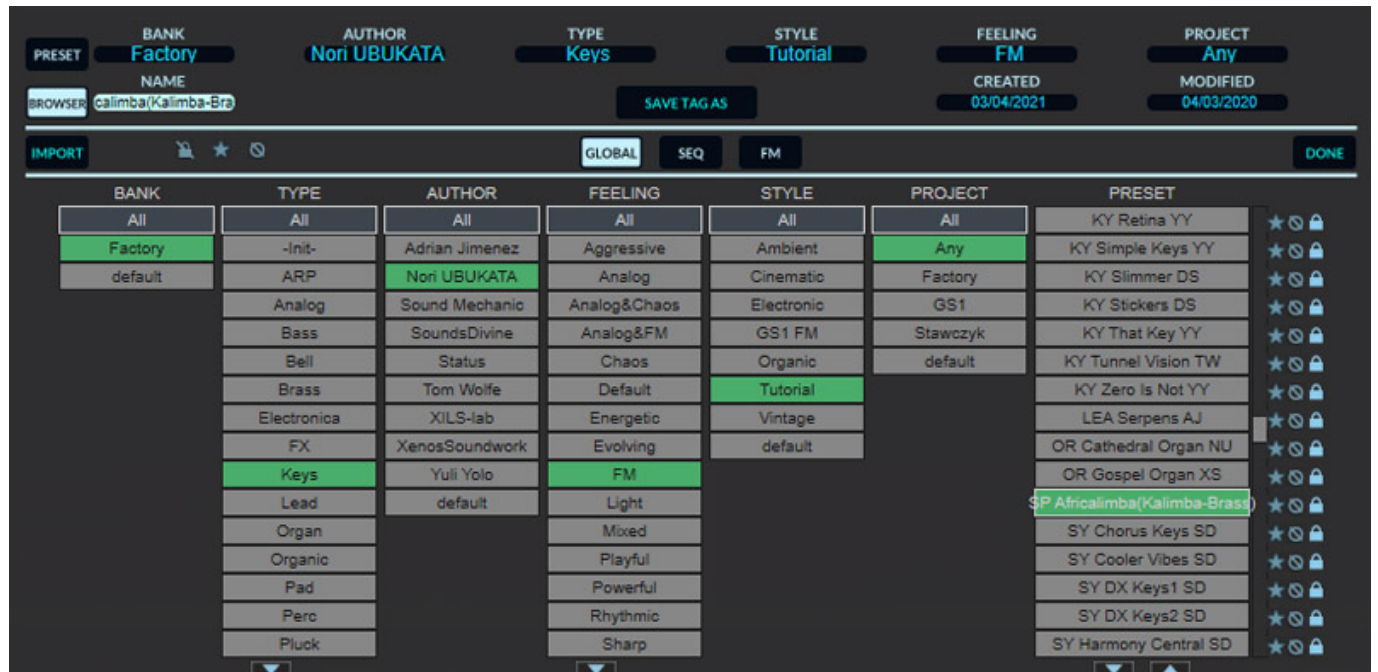 BANK AUTHOR TYPE STYLE FEELING PROJECT
PRESET Factory Nori UBUKATA Keys Tutorial FM Any
NAME CREATED MODIFIED
BROWSER calimba(Kalimba-Bra SAVE TAG AS 03/04/2021 04/03/2020
IMPORT GLOBAL SEQ FM DONE
BANK TYPE AUTHOR FEELING STYLE PROJECT PRESET
All All All All All All KY Retina YY
Factory -Init- Adrian Jimenez Aggressive Ambient Any KY Simple Keys YY
default ARP Nori UBUKATA Analog Cinematic Factory KY Slimmer DS
Analog Sound Mechanic Analog&Chaos Electronic GS1 KY Stickers DS
Bass SoundsDivine Analog&FM GS1 FM Stawczyk KY That Key YY
Bell Status Chaos Organic default KY Tunnel Vision TW
Brass Tom Wolfe Default Tutorial KY Zero Is Not YY
Electronica XILS-lab Energetic Vintage LEA Serpens AJ
FX XenosSoundwork Evolving default OR Cathedral Organ NU
Keys Yuli Yolo FM OR Gospel Organ XS
Lead default Light SP Africalimba(Kalimba-Brass)
Organ Mixed SY Chorus Keys SD
Organic Playful SY Cooler Vibes SD
Pad Powerful SY DX Keys1 SD
Perc Rhythmic SY DX Keys2 SD
Pluck Sharp SY Harmony Central SD